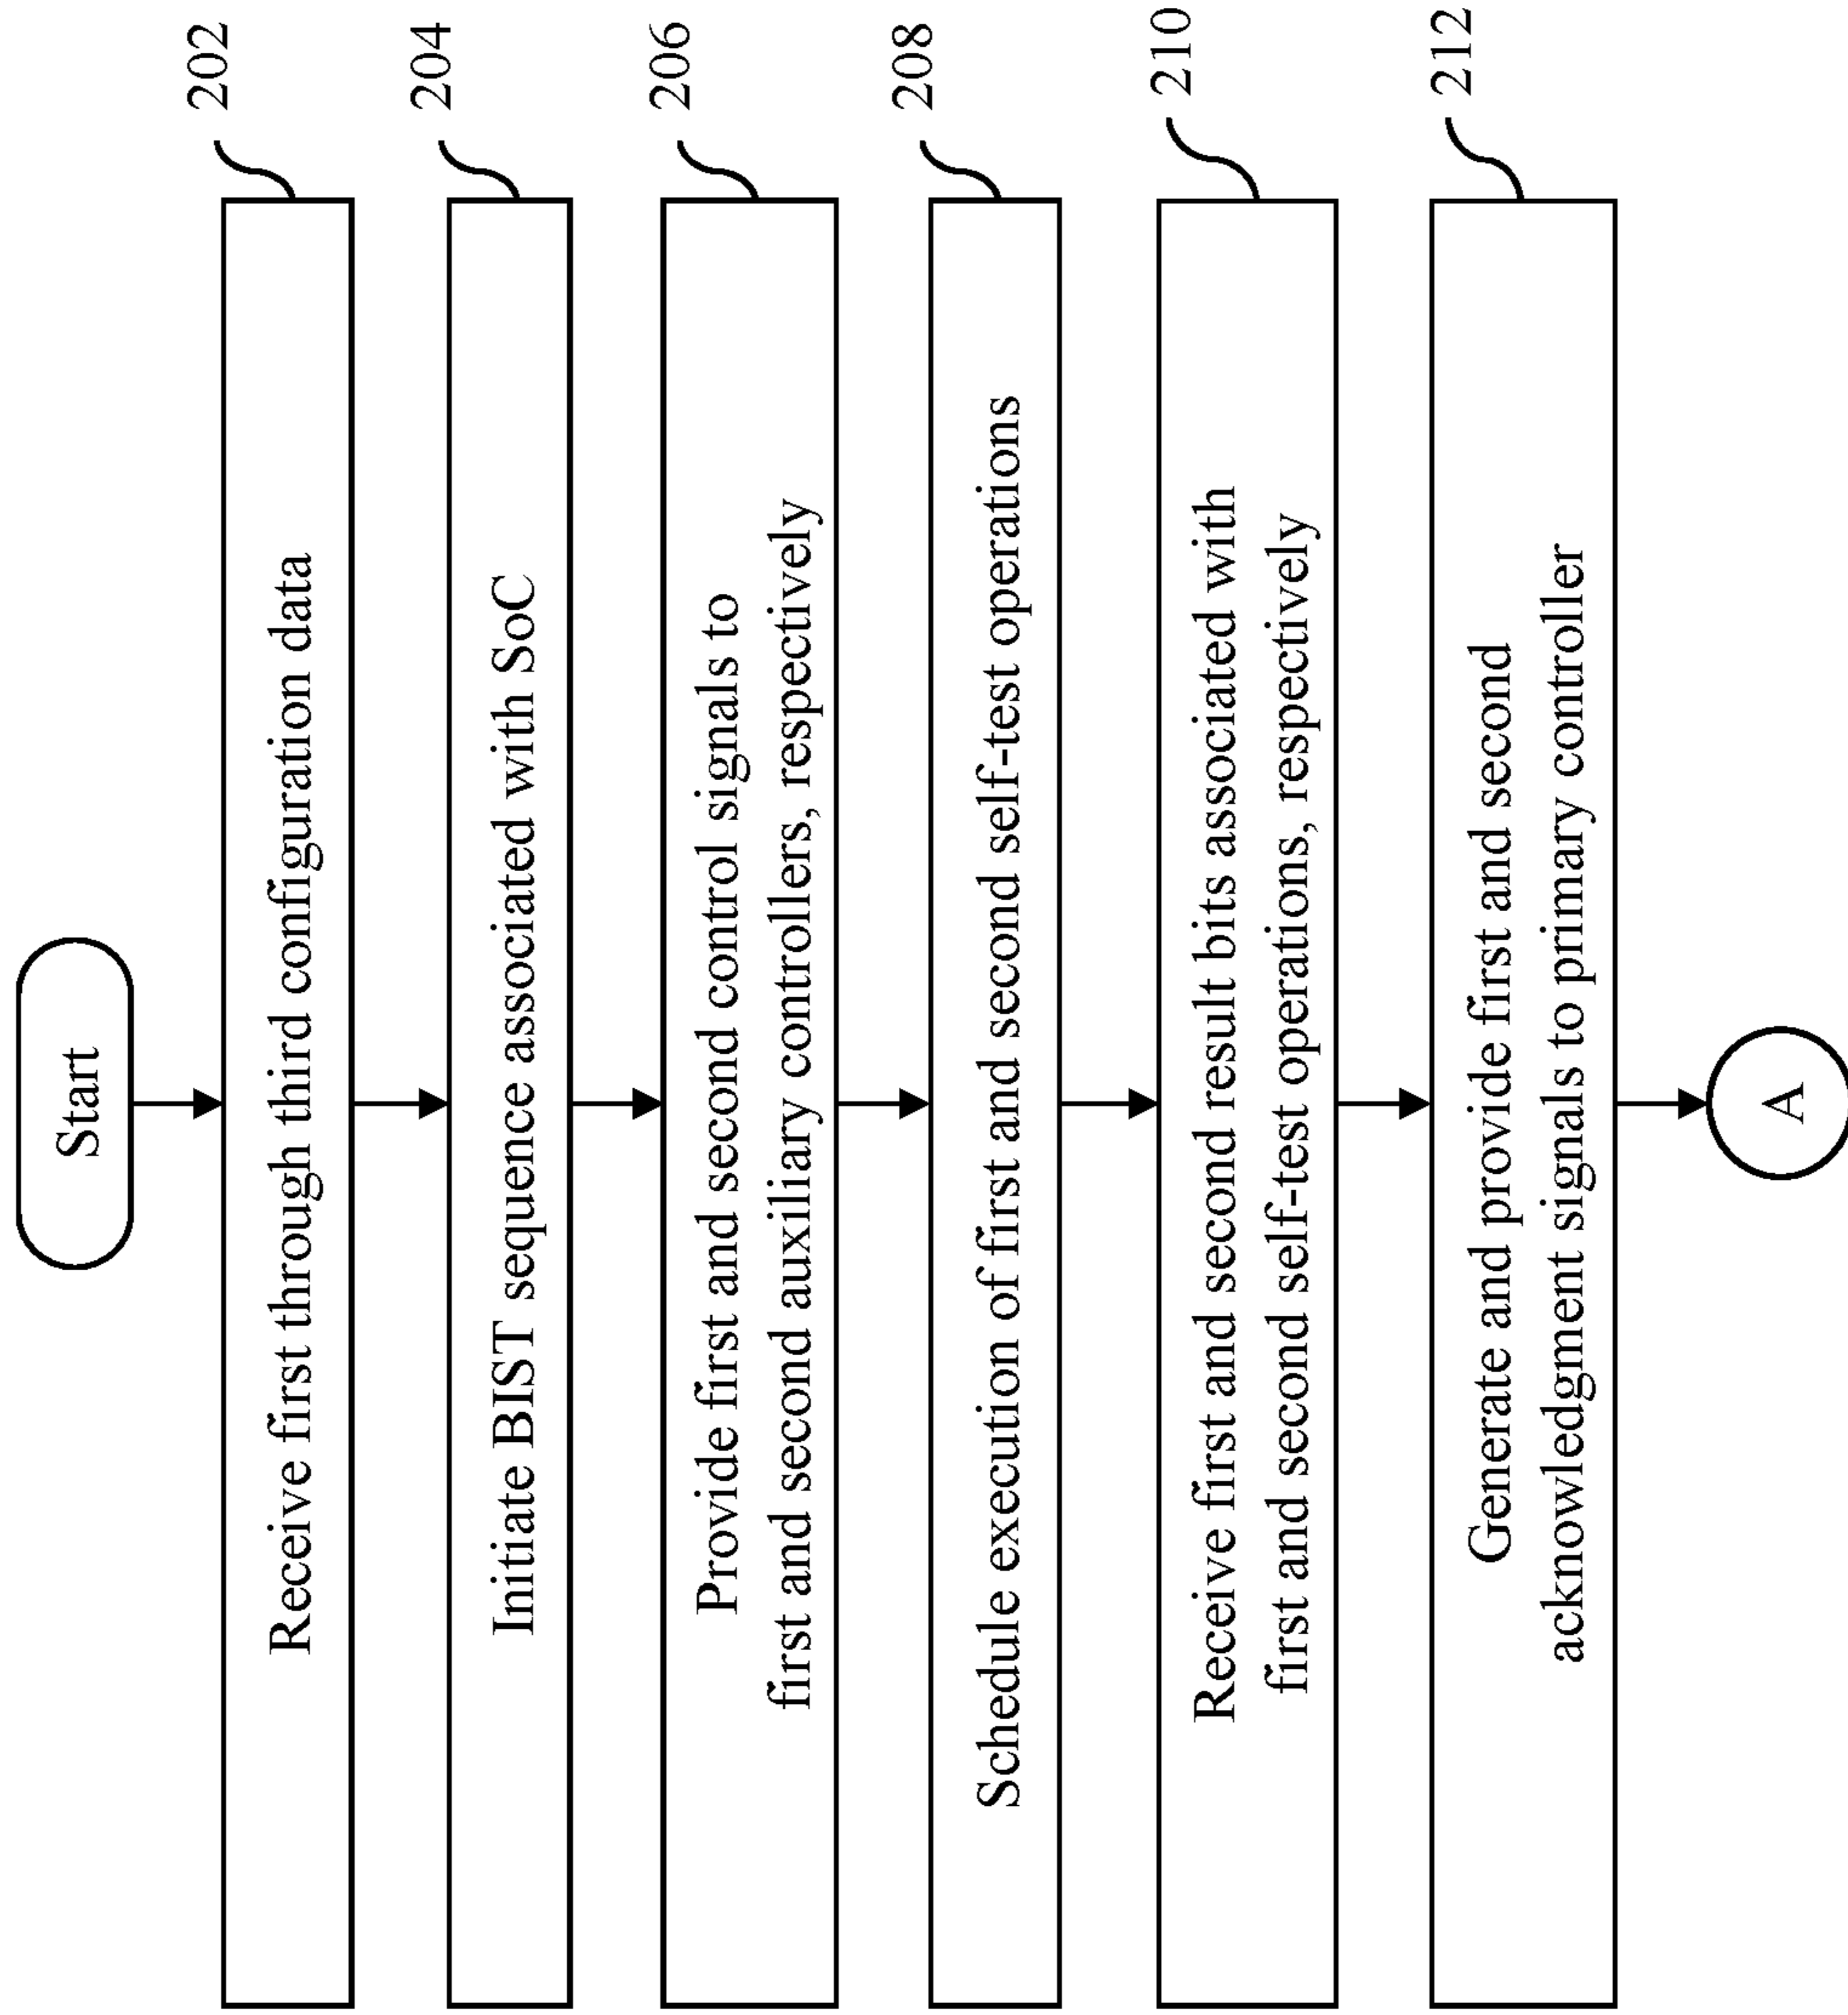 Start
202
Receive first through third configuration data
204
Initiate BIST sequence associated with SoC
206
Provide first and second control signals to
first and second auxiliary controllers, respectively
208
Schedule execution of first and second self-test operations
210
Receive first and second result bits associated with
first and second self-test operations, respectively
212
Generate and provide first and second
acknowledgment signals to primary controller
A